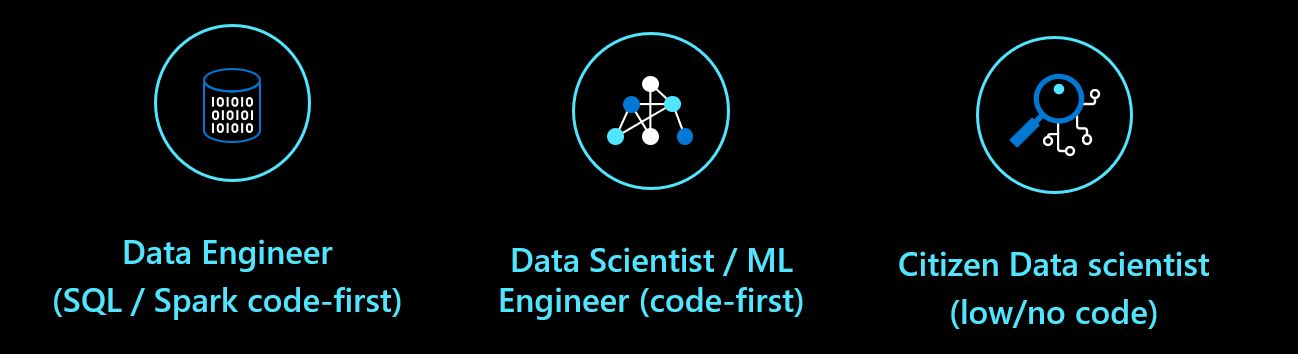 101010
010101
101010
Data Engineer
(SQL / Spark code-first)
Data Scientist / ML
Engineer (code-first)
Citizen Data scientist
(low/no code)